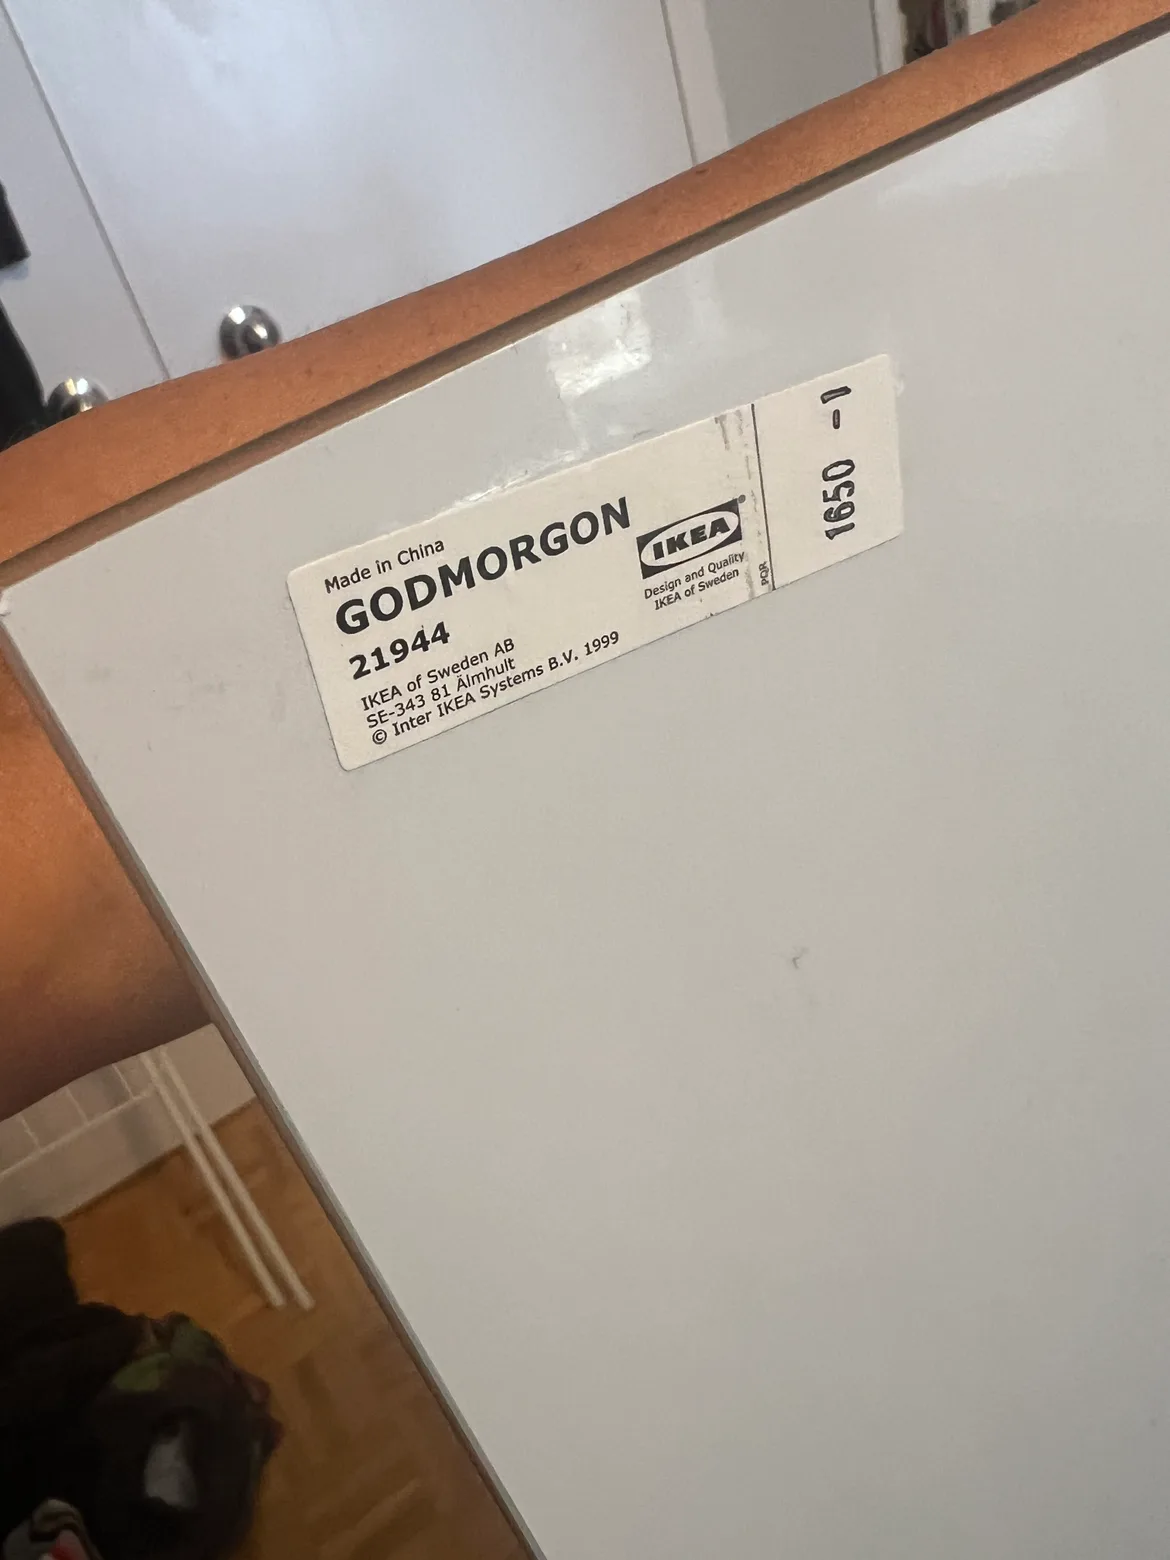 Made in China
GODMORGON
21944
IKEA of Sweden AB
SE-343 81 Älmhult
© Inter IKEA Systems B.V. 1999
IKEA®
Design and Quality
IKEA of Sweden
PQR
1650 -1